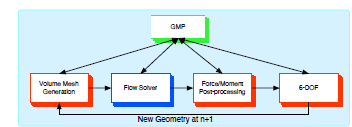 GMP
Volume Mesh
Generation
Flow Solver
Force/Moment
Post-processing
6-DOF
New Geometry at n+1